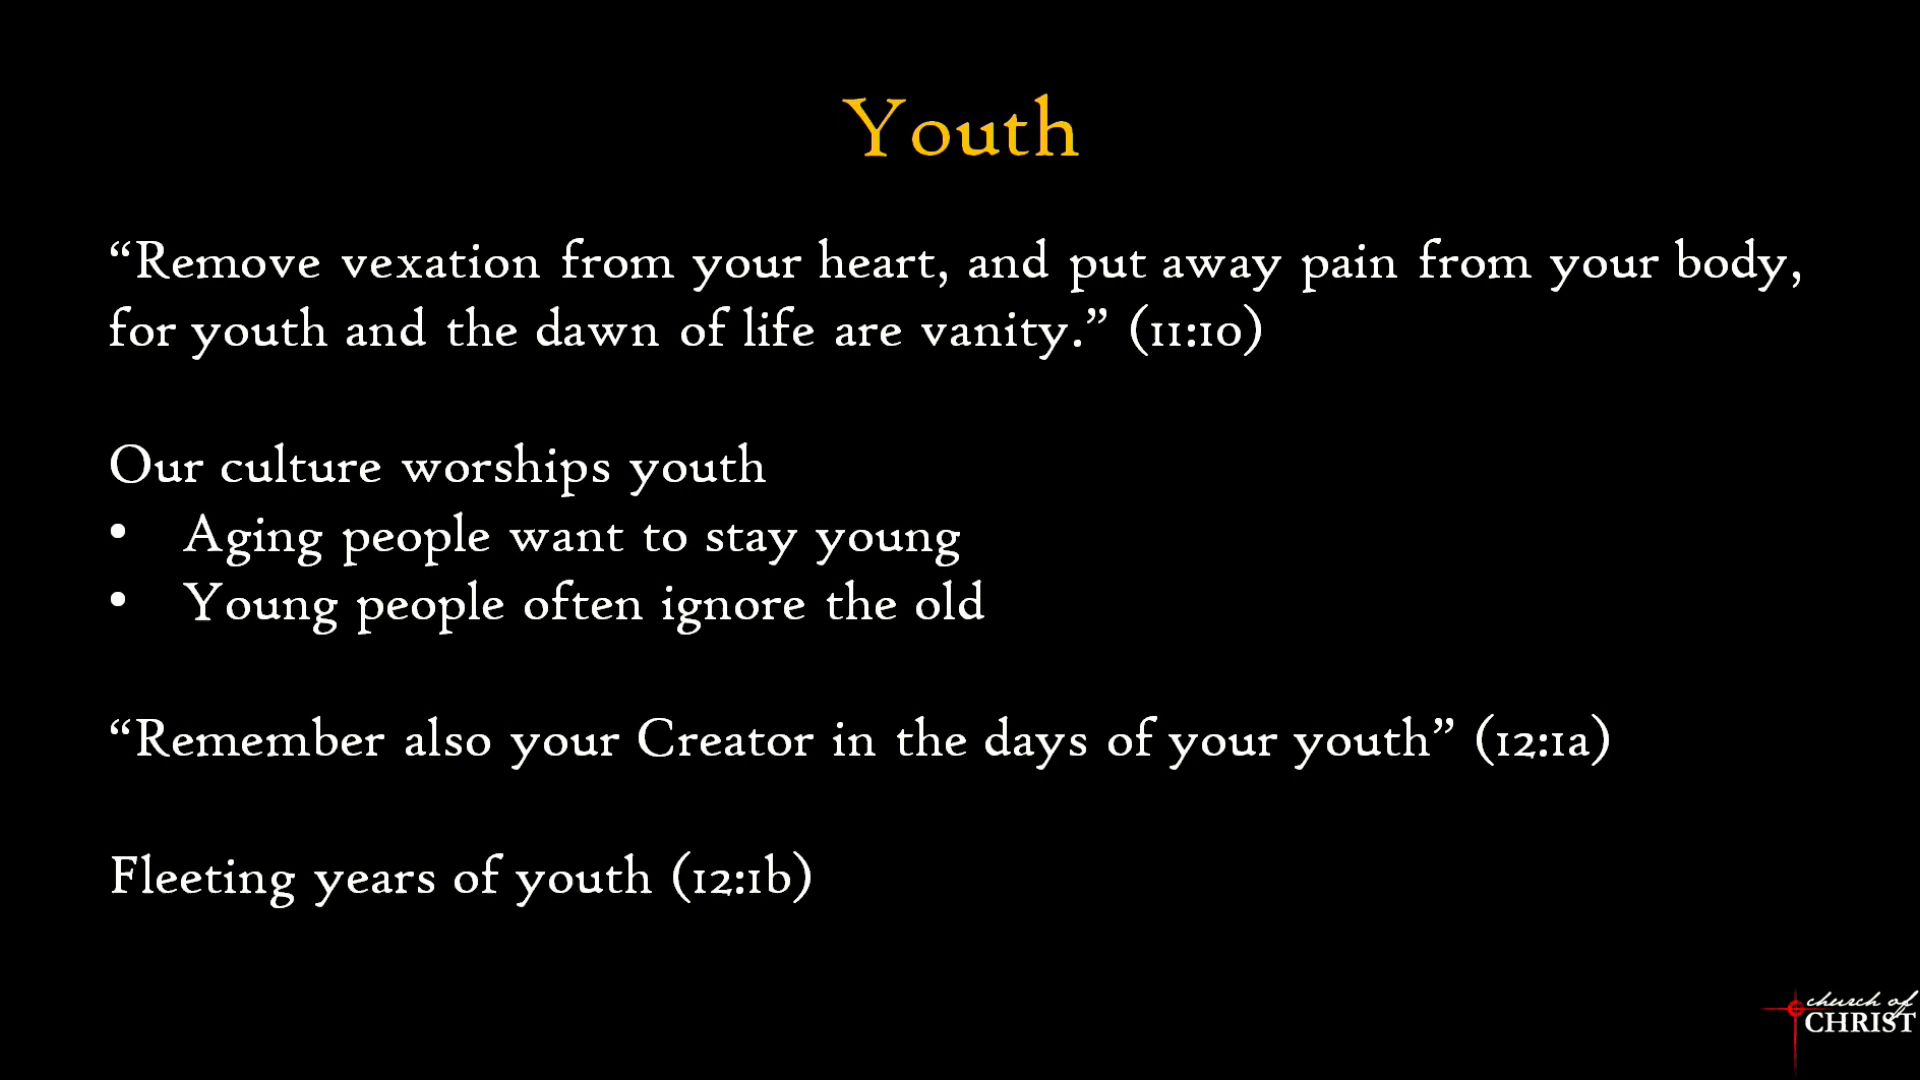 Youth
“Remove vexation from your heart, and put away pain from your body,
for youth and the dawn of life are vanity.” (11:10)
Our culture worships youth
• Aging people want to stay young
• Young people often ignore the old
“Remember also your Creator in the days of your youth” (12:1a)
Fleeting years of youth (12:1b)
church of
CHRIST